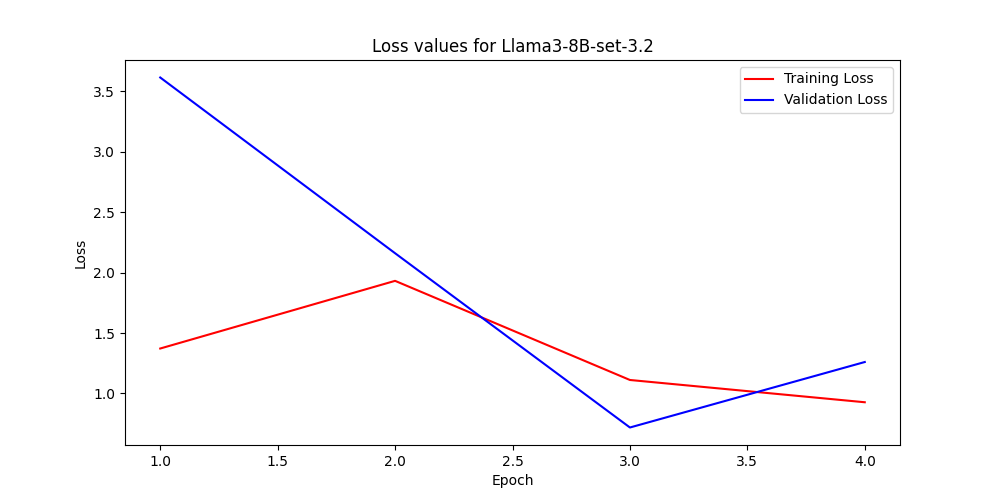 Loss values for Llama3-8B-set-3.2
Training Loss
Validation Loss
3.5
3.0
2.5
2.0
1.5
1.0
Loss
1.0 1.5 2.0 2.5 3.0 3.5 4.0
Epoch